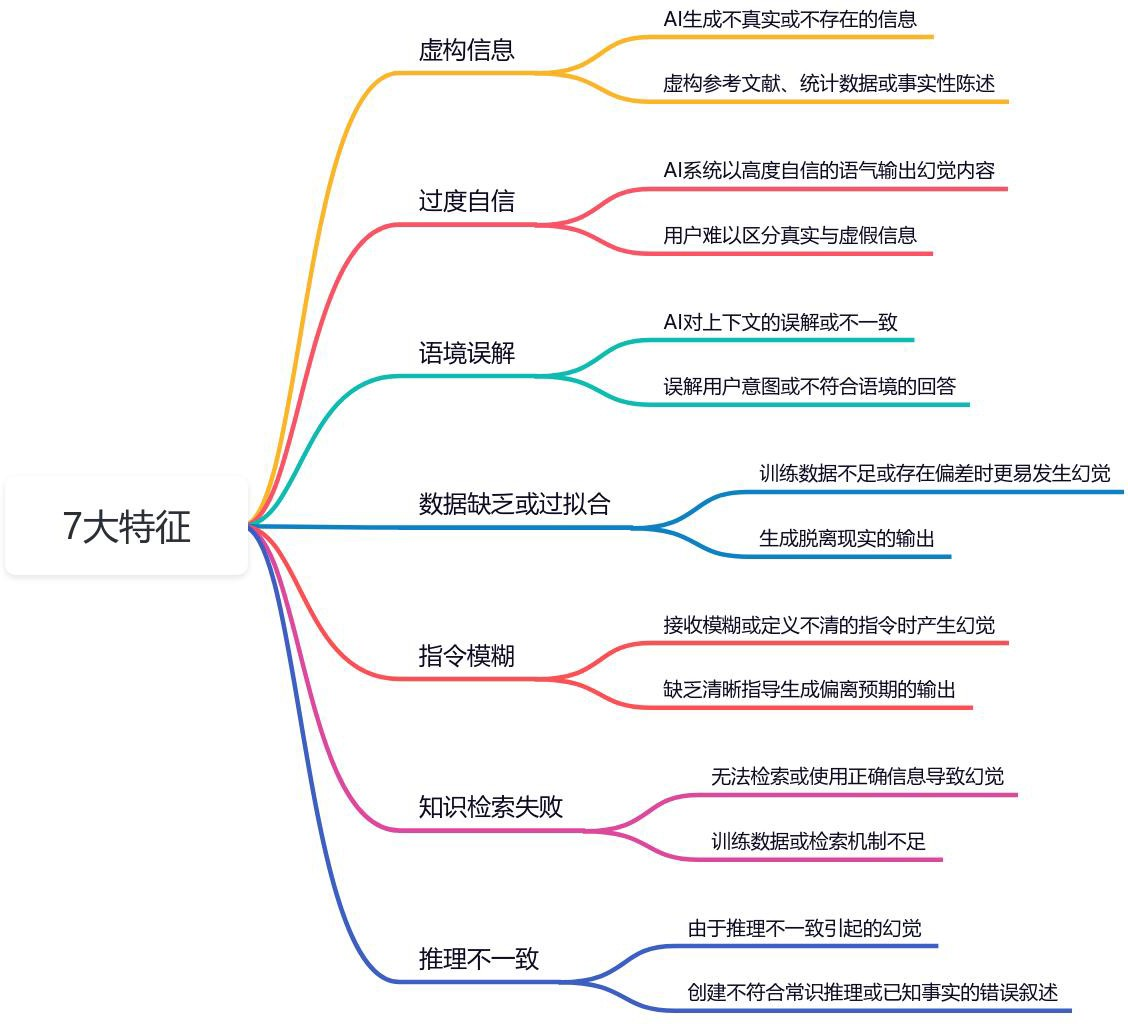 7大特征
虚构信息
AI生成不真实或不存在的信息
虚构参考文献、统计数据或事实性陈述
过度自信
AI系统以高度自信的语气输出幻觉内容
用户难以区分真实与虚假信息
语境误解
AI对上下文的误解或不一致
误解用户意图或不符合语境的回答
数据缺乏或过拟合
训练数据不足或存在偏差时更易发生幻觉
生成脱离现实的输出
指令模糊
接收模糊或定义不清的指令时产生幻觉
缺乏清晰指导生成偏离预期的输出
知识检索失败
无法检索或使用正确信息导致幻觉
训练数据或检索机制不足
推理不一致
由于推理不一致引起的幻觉
创建不符合常识推理或已知事实的错误叙述